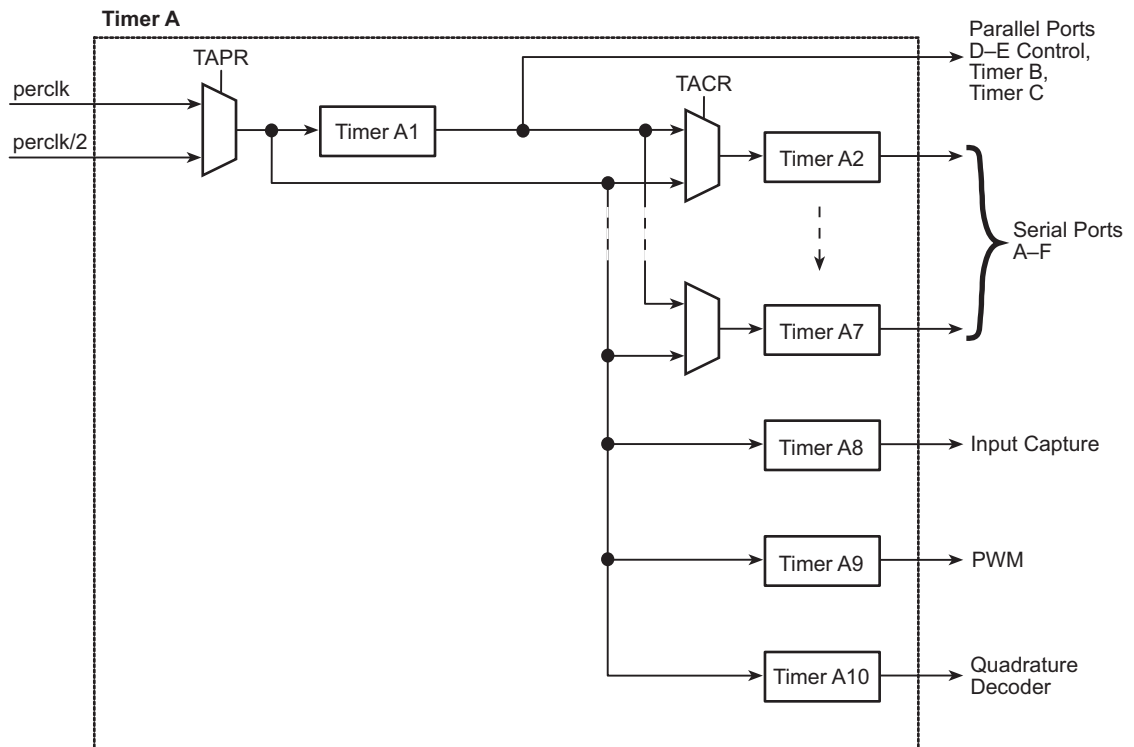 Timer A
TAPR
perclk
perclk/2
Timer A1
TACR
Parallel Ports
D–E Control,
Timer B,
Timer C
Timer A2
Serial Ports
A–F
Timer A7
Timer A8
Input Capture
Timer A9
PWM
Timer A10
Quadrature
Decoder